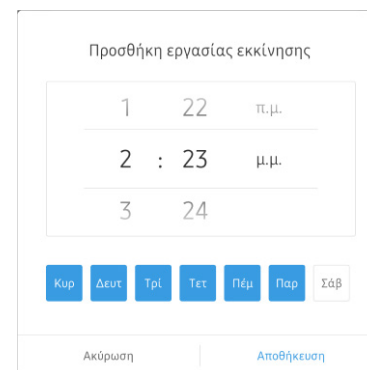 Προσθήκη εργασίας εκκίνησης
1 22 π.μ.
2 : 23 μ.μ.
3 24
Κυρ Δευτ Τρί Τετ Πέμ Παρ Σάβ
Ακύρωση Αποθήκευση